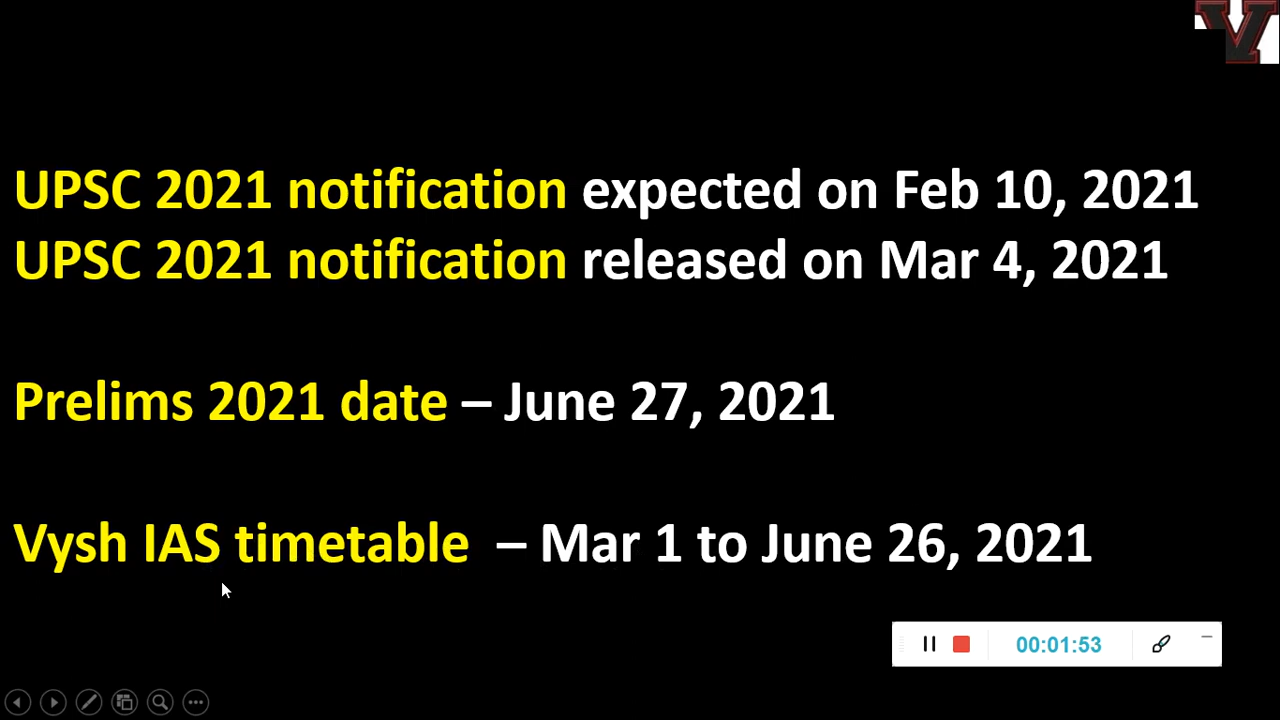 V
UPSC 2021 notification expected on Feb 10, 2021
UPSC 2021 notification released on Mar 4, 2021
Prelims 2021 date – June 27, 2021
Vysh IAS timetable – Mar 1 to June 26, 2021
00:01:53